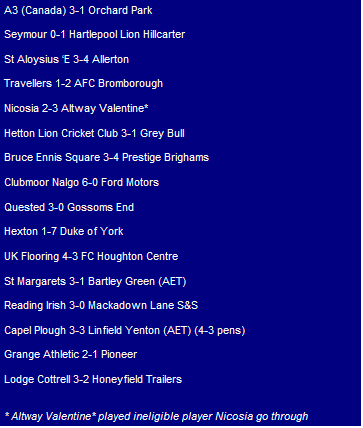 A3 (Canada) 3-1 Orchard Park
Seymour 0-1 Hartlepool Lion Hillcarter
St Aloysius 'E 3-4 Allerton
Travellers 1-2 AFC Bromborough
Nicosia 2-3 Altway Valentine*
Hetton Lion Cricket Club 3-1 Grey Bull
Bruce Ennis Square 3-4 Prestige Brighams
Clubmoor Nalgo 6-0 Ford Motors
Quested 3-0 Gossoms End
Hexton 1-7 Duke of York
UK Flooring 4-3 FC Houghton Centre
St Margarets 3-1 Bartley Green (AET)
Reading Irish 3-0 Mackadown Lane S&S
Capel Plough 3-3 Linfield Yenton (AET) (4-3 pens)
Grange Athletic 2-1 Pioneer
Lodge Cottrell 3-2 Honeyfield Trailers
* Altway Valentine* played ineligible player Nicosia go through